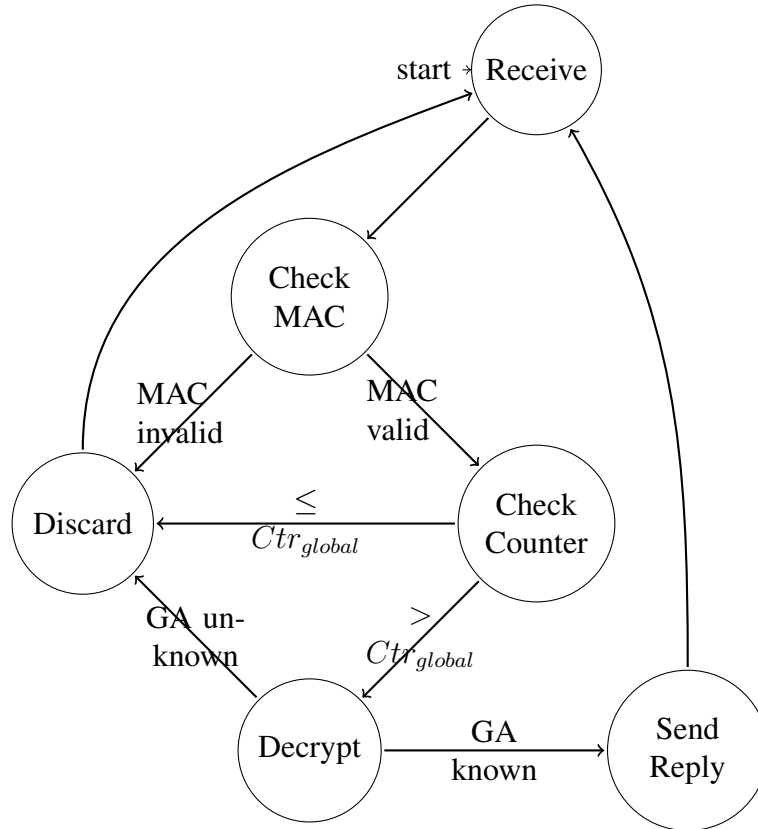 start
Receive
Check
MAC
MAC
invalid
MAC
valid
Discard
≤
Ctr_global
Check
Counter
GA un-
known
>
Ctr_global
Decrypt
GA
known
Send
Reply